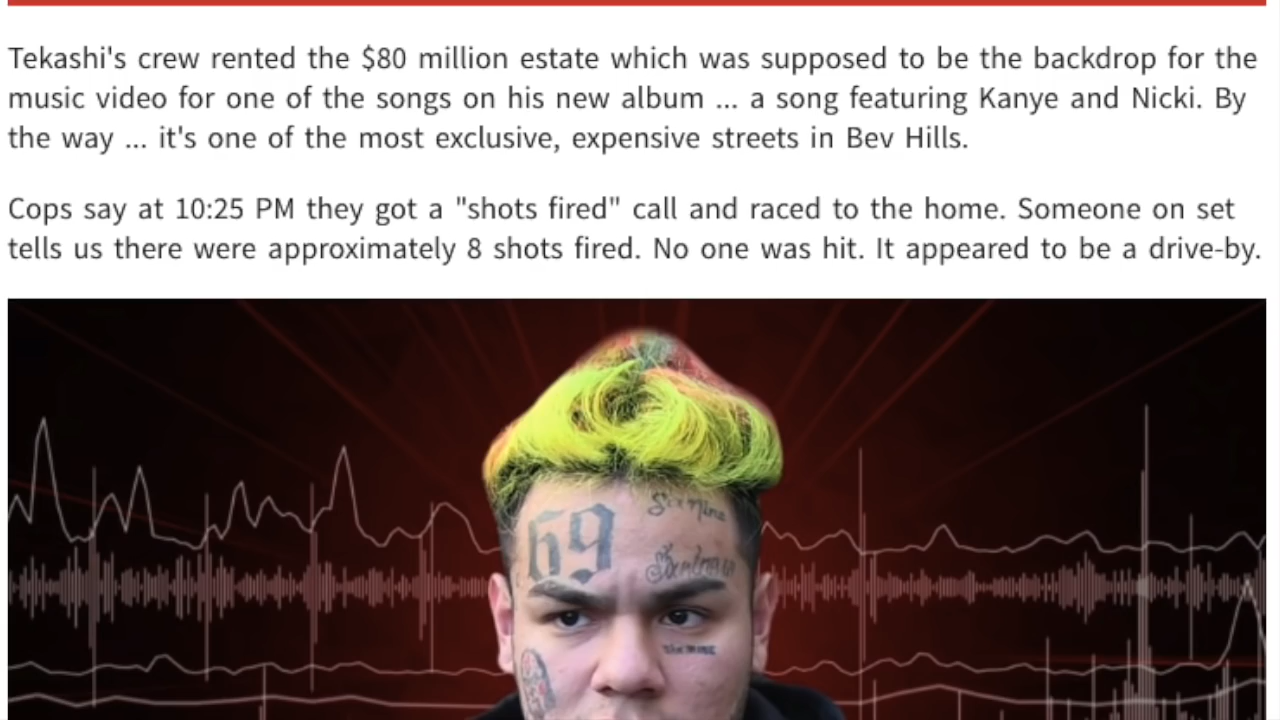 Tekashi's crew rented the $80 million estate which was supposed to be the backdrop for the
music video for one of the songs on his new album ... a song featuring Kanye and Nicki. By
the way ... it's one of the most exclusive, expensive streets in Bev Hills.
Cops say at 10:25 PM they got a "shots fired" call and raced to the home. Someone on set
tells us there were approximately 8 shots fired. No one was hit. It appeared to be a drive-by.
Six Nine
69